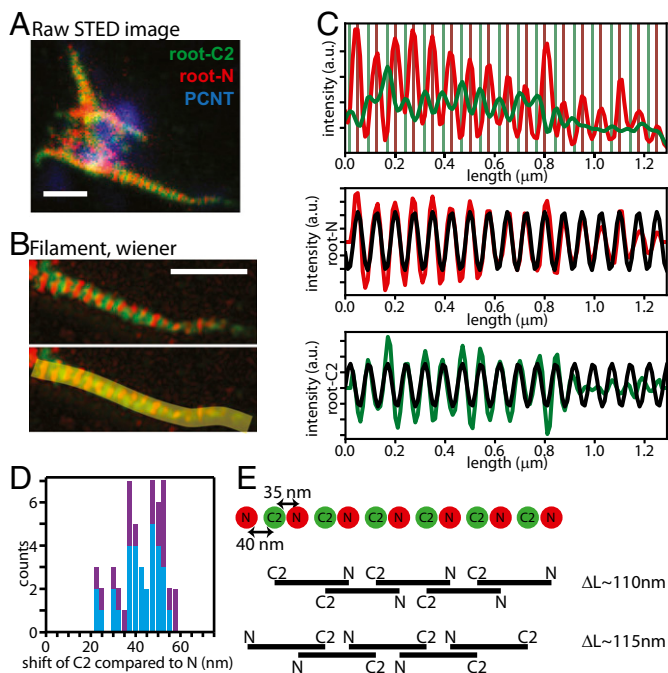 A Raw STED image
root-C2
root-N
PCNT
B Filament, wiener
C
intensity (a.u.)
0.0 0.2 0.4 0.6 0.8 1.0 1.2
length (μm)
intensity (a.u.)
root-N
0.0 0.2 0.4 0.6 0.8 1.0 1.2
length (μm)
intensity (a.u.)
root-C2
0.0 0.2 0.4 0.6 0.8 1.0 1.2
length (μm)
D
counts
6
4
2
0
0 20 40 60
shift of C2 compared to N (nm)
E
35 nm
N C2 N C2 N C2 N C2 N C2 N C2 N
40 nm
C2 N C2 N C2 N
C2 N C2 N
ΔL~110nm
N C2 N C2 N C2
N C2 N C2
ΔL~115nm